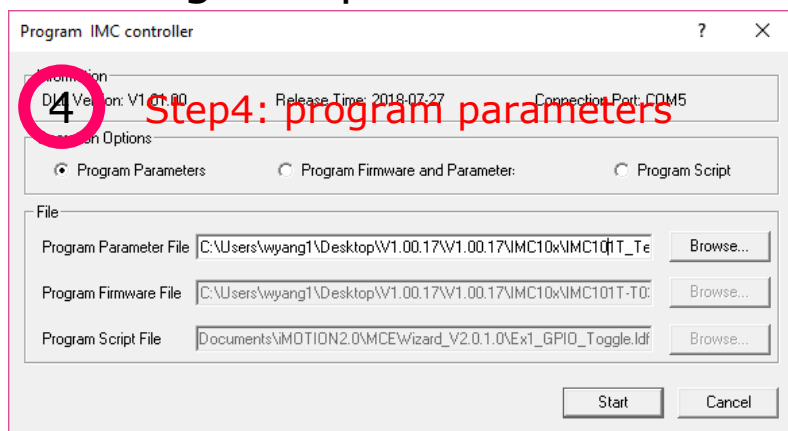 Program IMC controller ? ×
Information
DLL Version: V1.01.00 Release Time: 2018-07-27 Connection Port: COM5
4 Step4: program parameters
Options
Program Parameters Program Firmware and Parameter: Program Script
File
Program Parameter File C:\Users\wyang1\Desktop\V1.00.17\V1.00.17\IMC10x\IMC101T_Te Browse...
Program Firmware File C:\Users\wyang1\Desktop\V1.00.17\V1.00.17\IMC10x\IMC101T-T0 Browse...
Program Script File Documents\iMOTION2.0\MCEWizard_V2.0.1.0\Ex1_GPIO_Toggle.ldf Browse...
Start Cancel